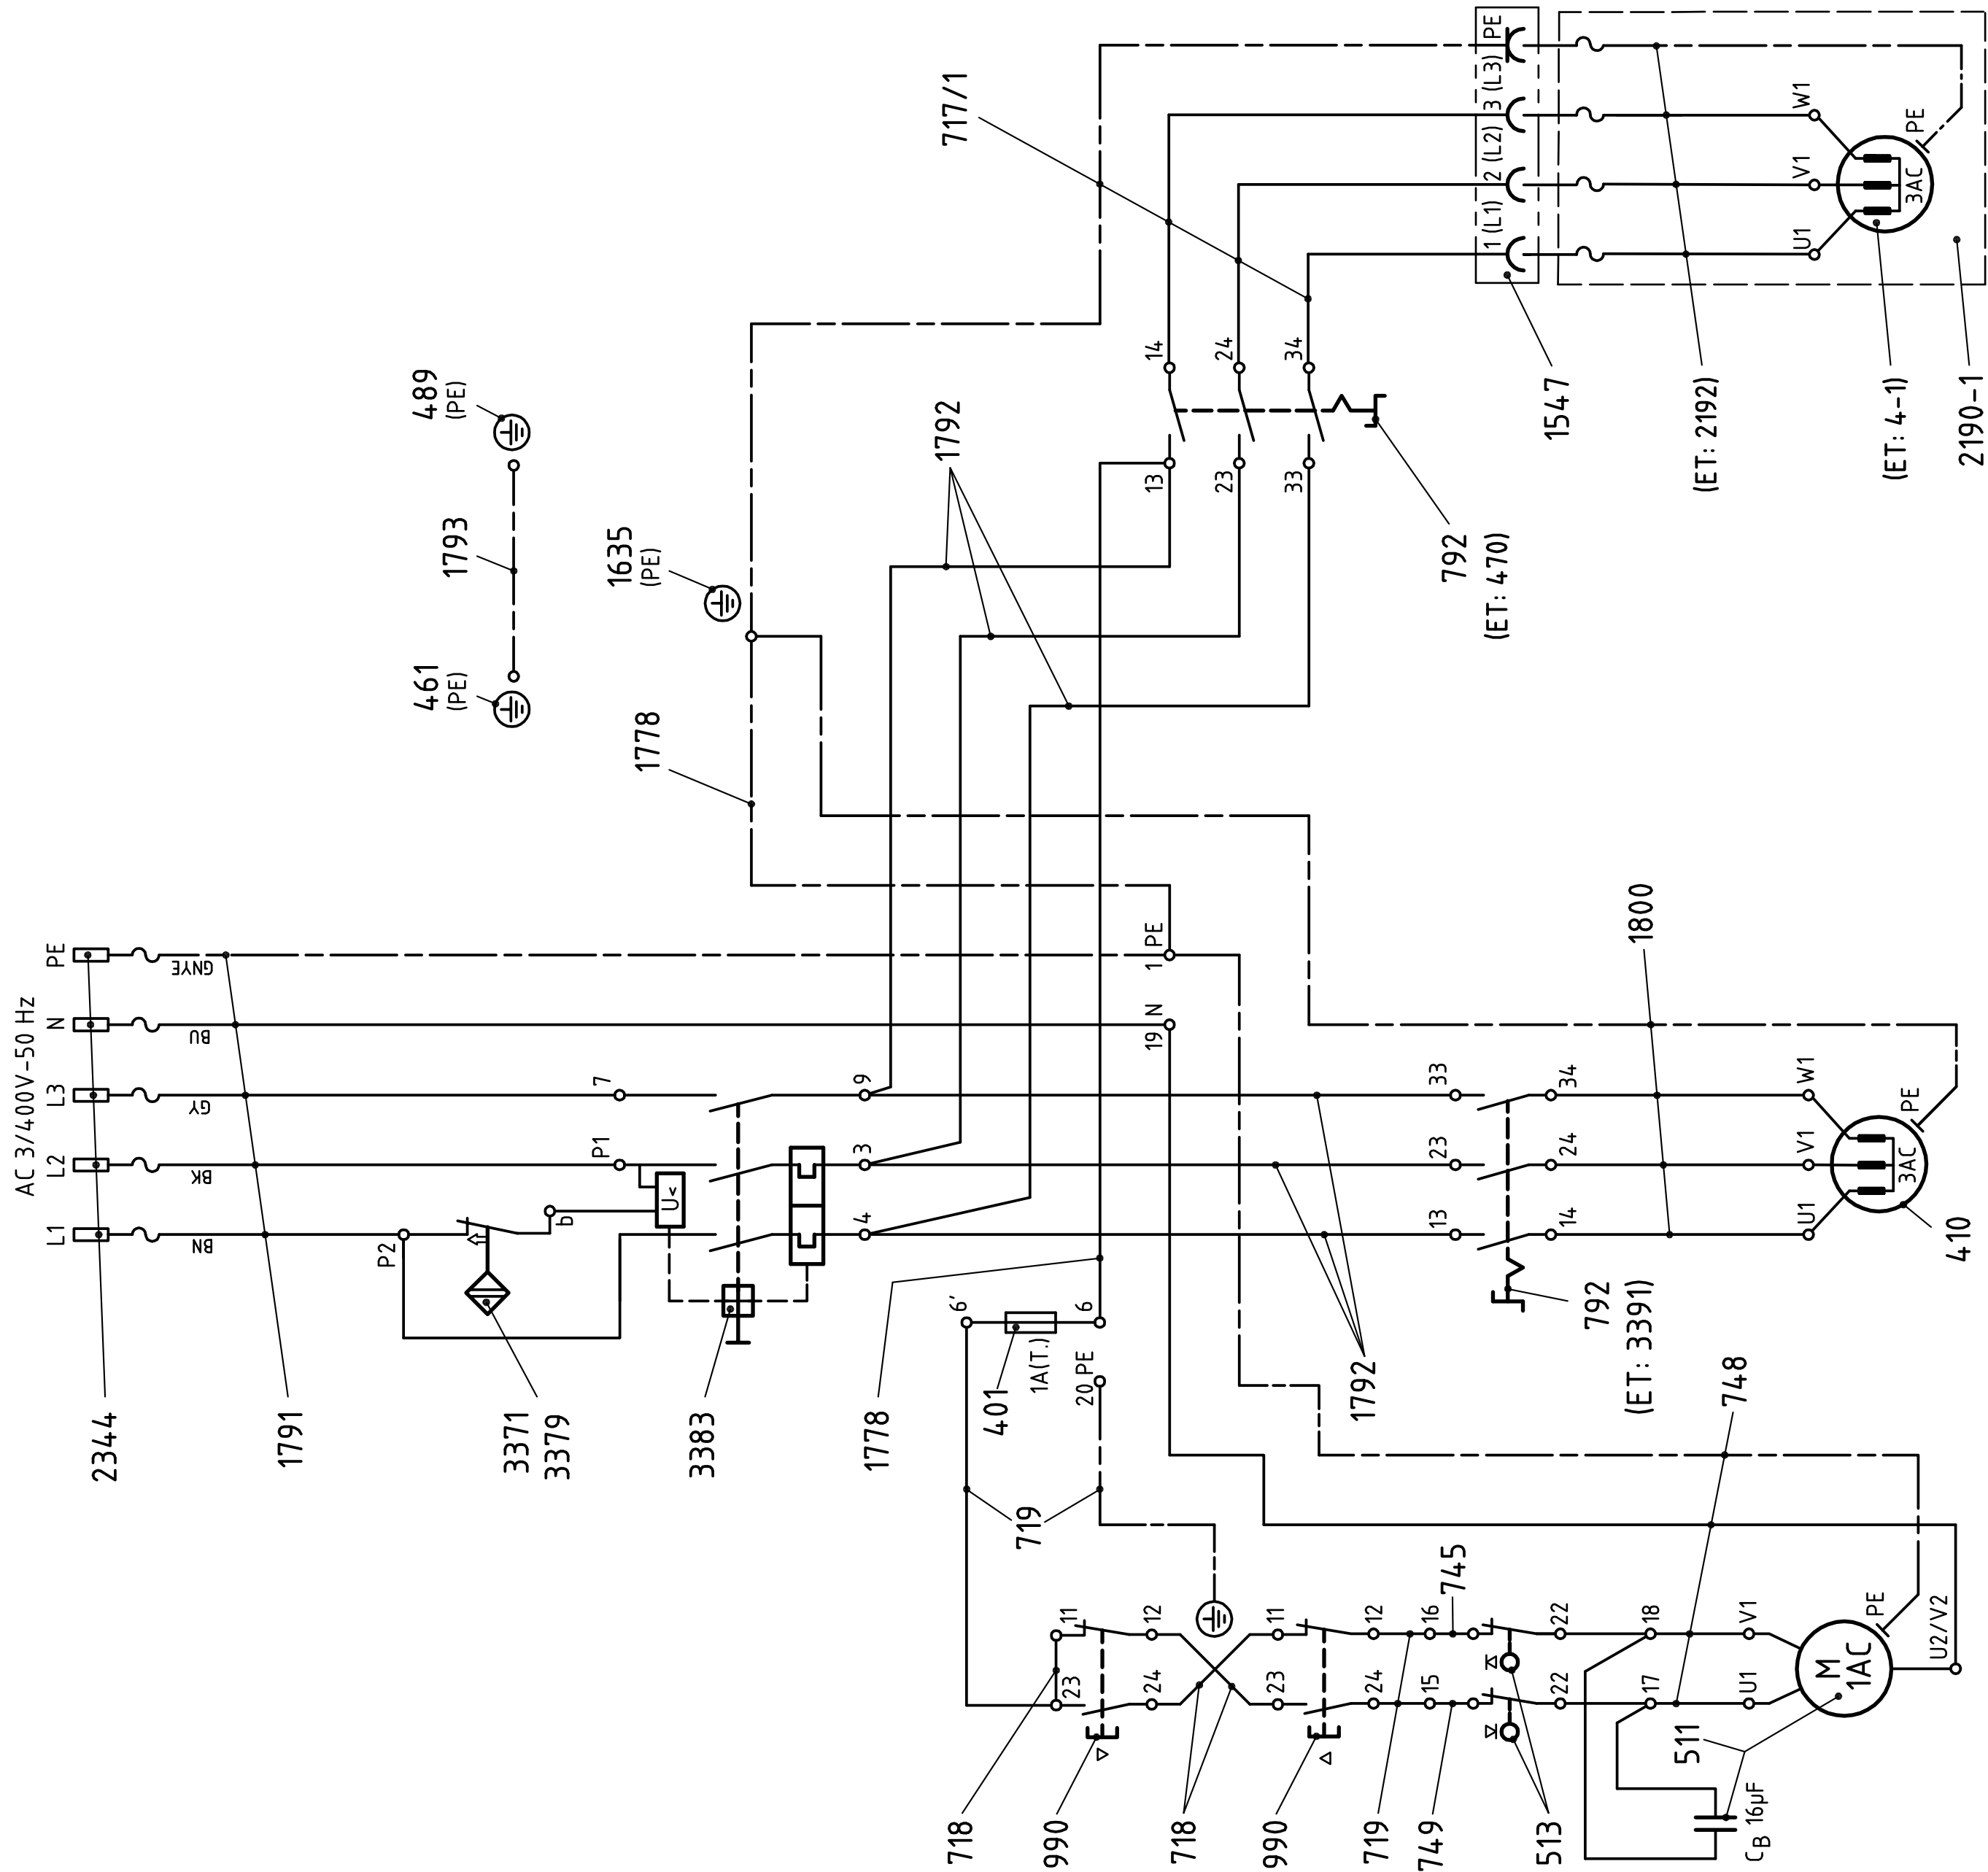 AC 3/400V-50 Hz
L1
L2
L3
N
PE
BN
BK
GY
BU
GNYE
2344
1791
3371
3379
3383
P2
b
P1
7
U<
4
3
9
461
(PE)
1793
489
(PE)
1778
1635
(PE)
1792
717/1
1778
6'
6
401
1A(T.)
20 PE
719
19 N
1 PE
13
23
33
14
24
34
792
(ET: 470)
1547
1 (L1)
2 (L2)
3 (L3)
PE
(ET: 2192)
(ET: 4-1)
2190-1
U1
V1
W1
PE
3AC
1792
13
23
33
14
24
34
792
(ET: 3391)
1800
U1
V1
W1
PE
3AC
410
748
718
990
718
990
719
749
745
513
23
11
24
12
23
11
24
12
15
16
22
22
17
18
U1
V1
M
1AC
PE
U2/V2
511
CB 16µF